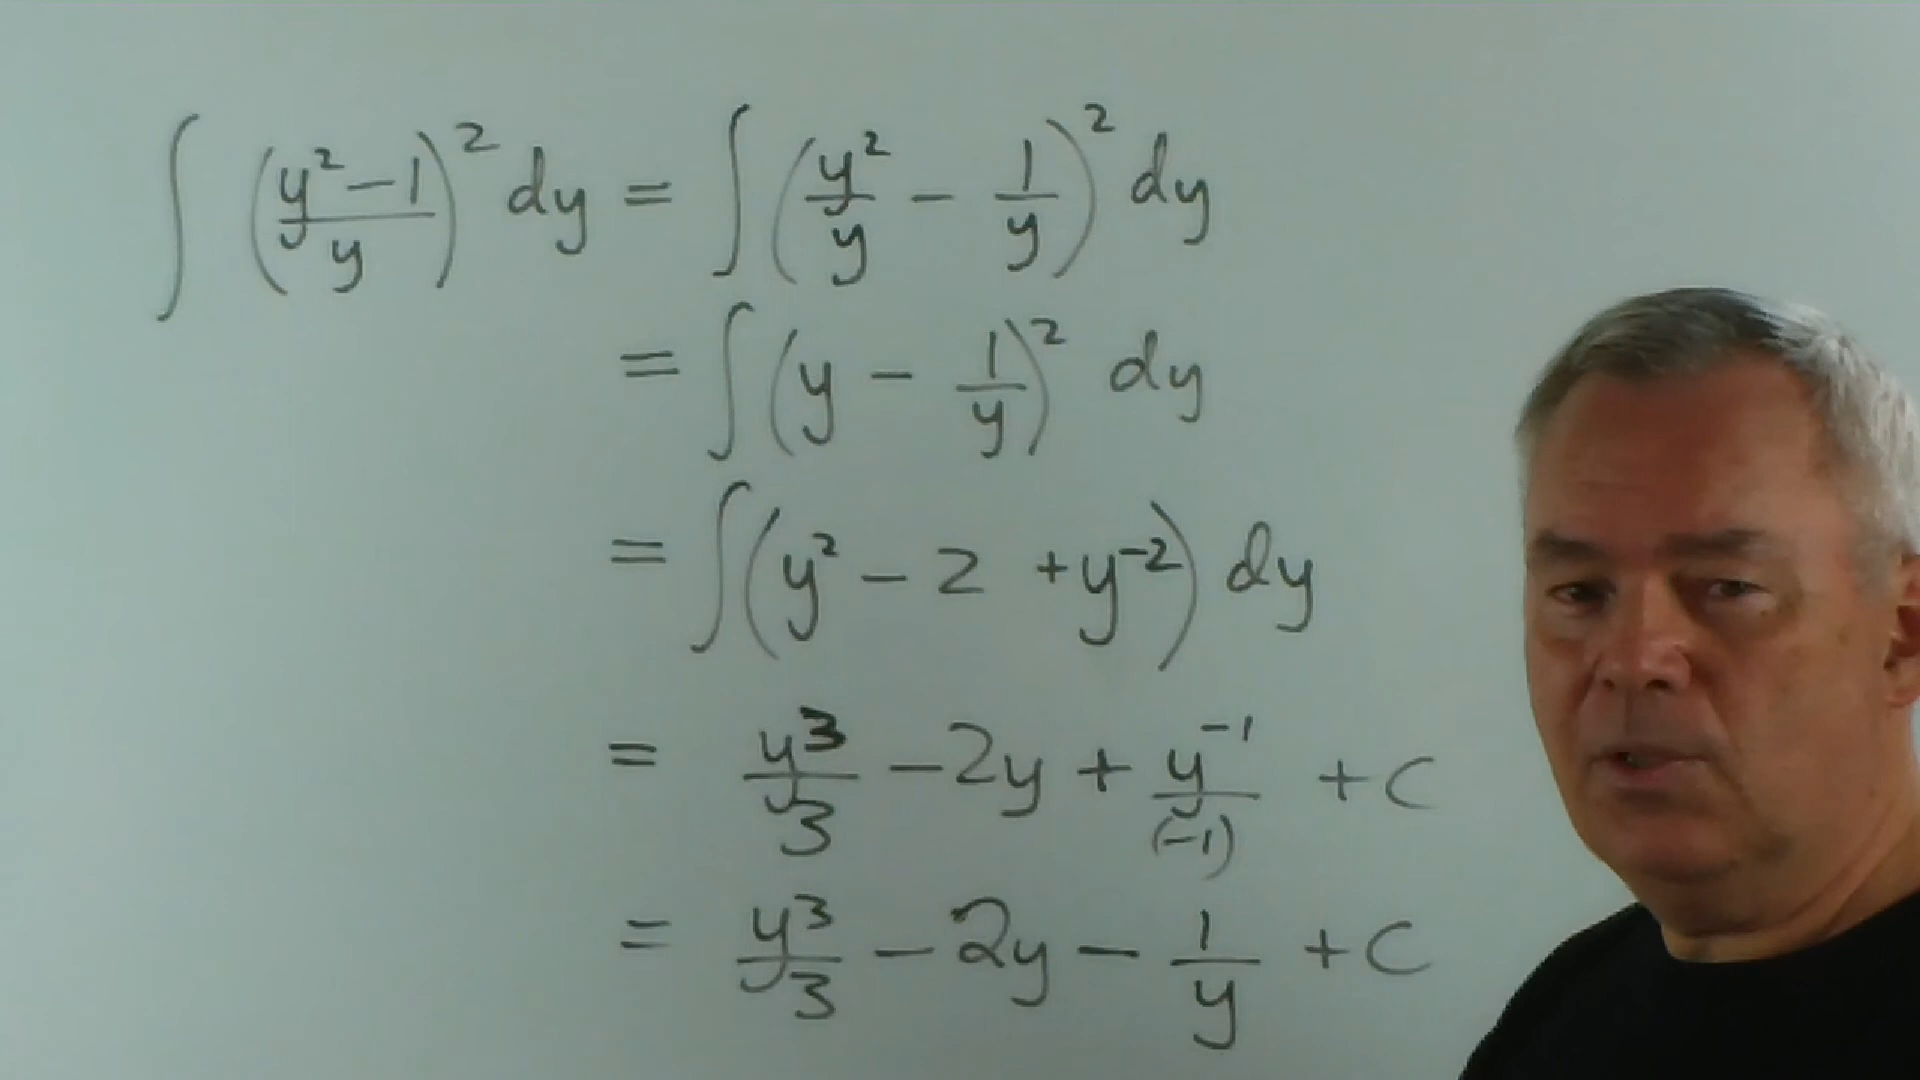 ∫ ((y²−1)/y)² dy = ∫ (y²/y − 1/y)² dy
= ∫ (y − 1/y)² dy
= ∫ (y² − 2 + y⁻²) dy
= y³/3 − 2y + y⁻¹/(−1) + C
= y³/3 − 2y − 1/y + C